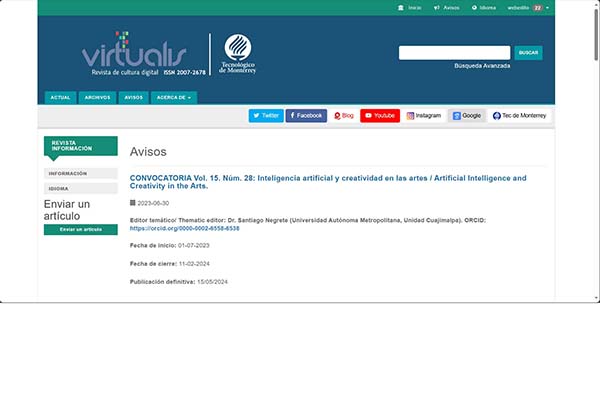 Inicio Avisos Idioma webedillo 22
virtualis
Revista de cultura digital ISSN 2007-2678
Tecnológico
de Monterrey
BUSCAR
Búsqueda Avanzada
ACTUAL ARCHIVOS AVISOS ACERCA DE
Twitter Facebook Blog Youtube Instagram Google Tec de Monterrey
REVISTA
INFORMACIÓN
INFORMACIÓN
IDIOMA
Enviar un
artículo
Enviar un artículo
Avisos
CONVOCATORIA Vol. 15, Núm. 28: Inteligencia artificial y creatividad en las artes / Artificial Intelligence and
Creativity in the Arts.
2023-06-30
Editor temático/ Thematic editor: Dr. Santiago Negrete (Universidad Autónoma Metropolitana, Unidad Cuajimalpa). ORCID:
https://orcid.org/0000-0002-6558-6538
Fecha de inicio: 01-07-2023
Fecha de cierre: 11-02-2024
Publicación definitiva: 15/05/2024